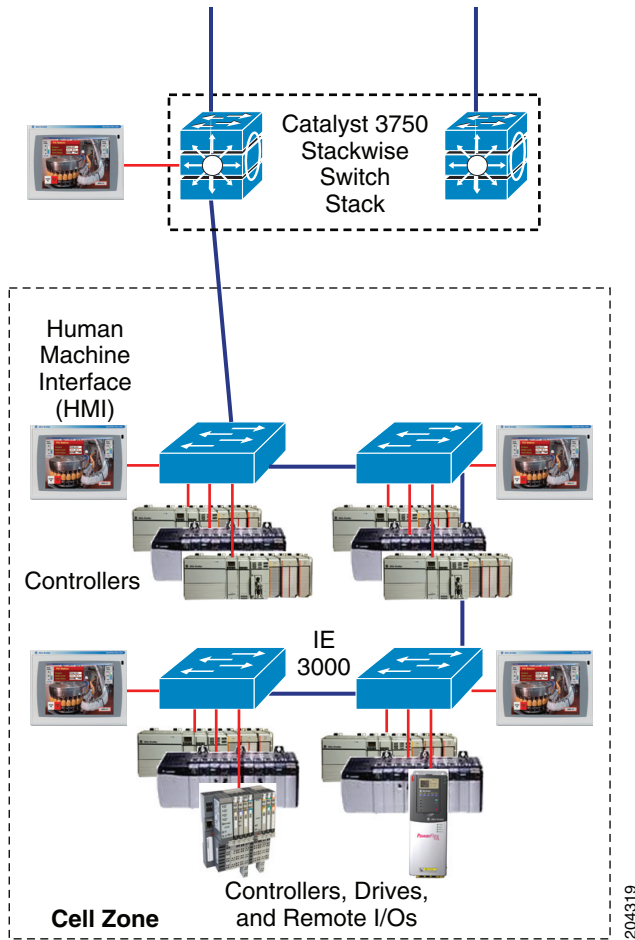 Catalyst 3750
Stackwise
Switch
Stack
Human
Machine
Interface
(HMI)
Controllers
IE
3000
PowerFlex
Controllers, Drives,
and Remote I/Os
Cell Zone
204319